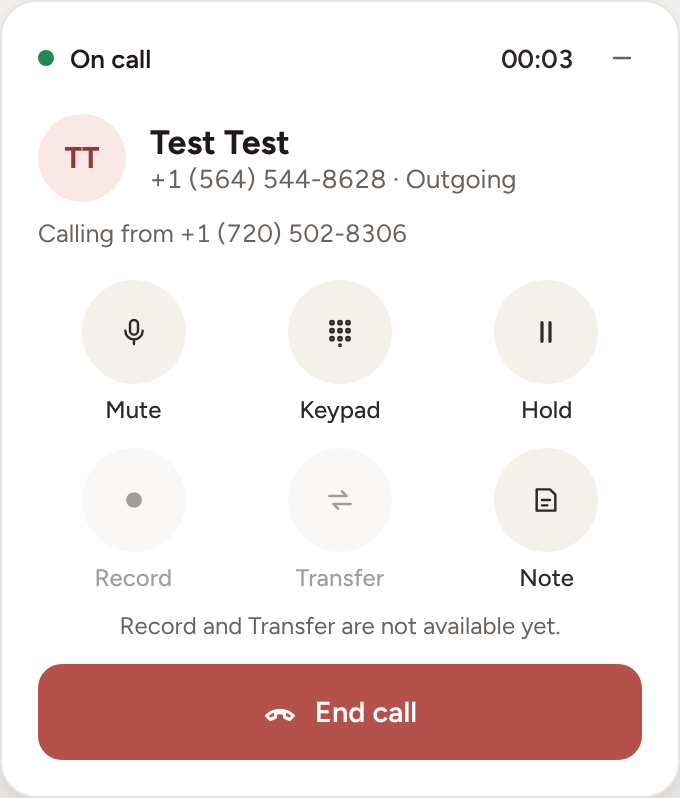 On call 00:03
TT
Test Test
+1 (564) 544-8628 · Outgoing
Calling from +1 (720) 502-8306
Mute Keypad Hold
Record Transfer Note
Record and Transfer are not available yet.
End call